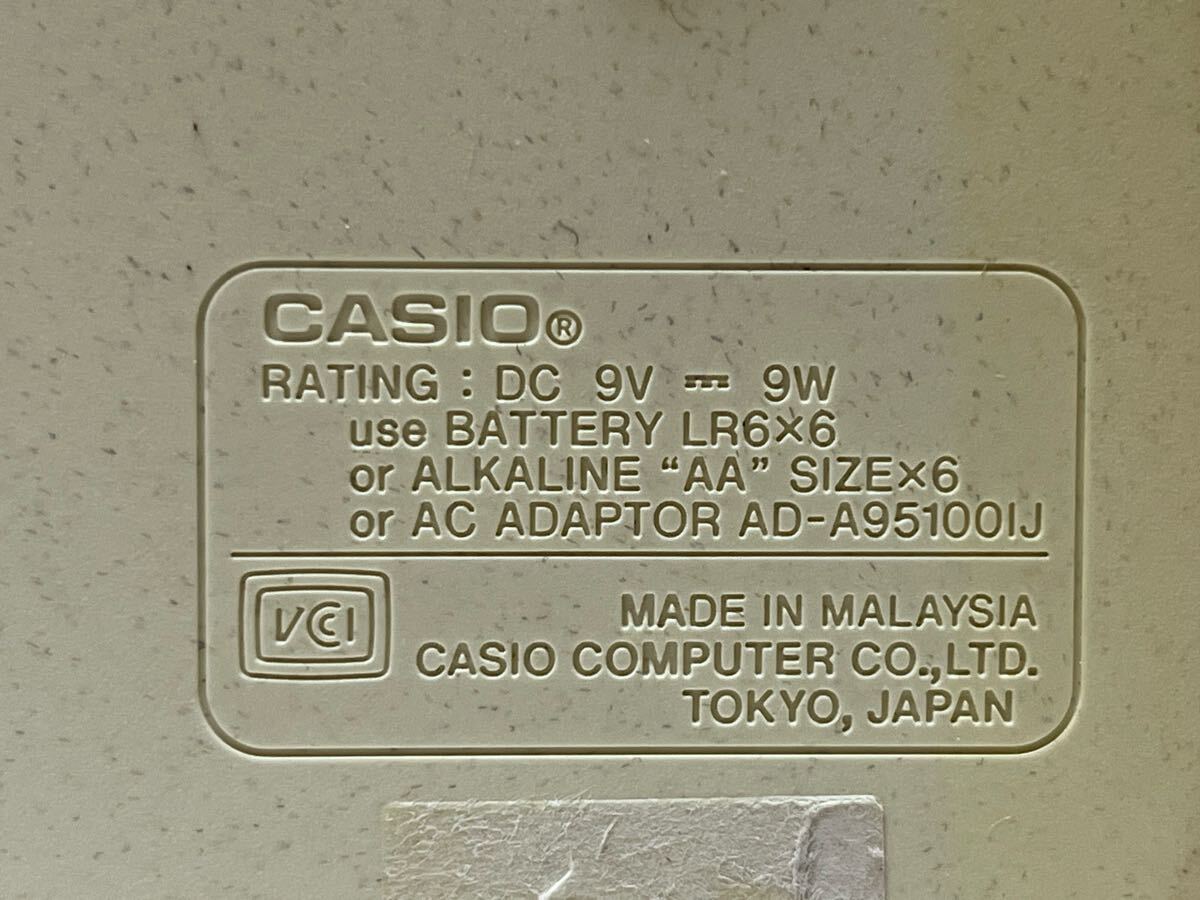 CASIO®
RATING : DC 9V ⎓ 9W
use BATTERY LR6×6
or ALKALINE “AA” SIZE×6
or AC ADAPTOR AD-A95100IJ
VCCI
MADE IN MALAYSIA
CASIO COMPUTER CO.,LTD.
TOKYO, JAPAN